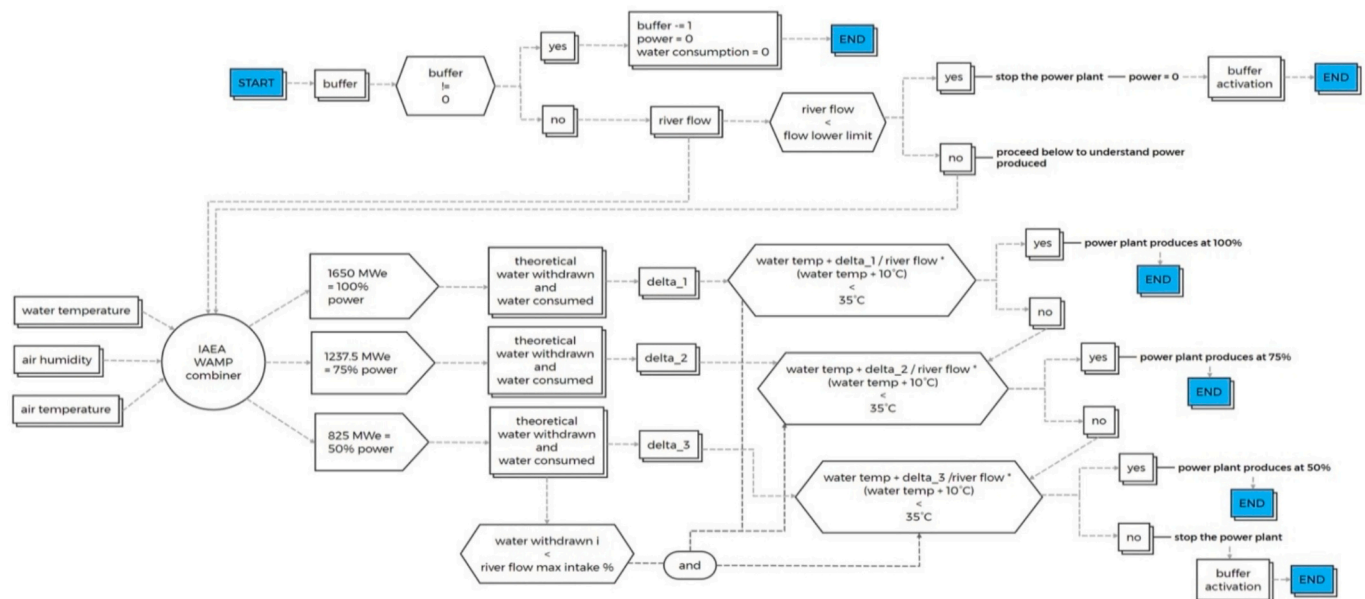 START
buffer
buffer
!=
0
yes
buffer -= 1
power = 0
water consumption = 0
END
no
river flow
river flow
<
flow lower limit
yes
stop the power plant
power = 0
buffer
activation
END
no
proceed below to understand power
produced
water temperature
air humidity
air temperature
IAEA
WAMP
combiner
1650 MWe
= 100%
power
theoretical
water withdrawn
and
water consumed
delta_1
water temp + delta_1 / river flow *
(water temp + 10°C)
<
35°C
yes
power plant produces at 100%
END
no
1237.5 MWe
= 75% power
theoretical
water withdrawn
and
water consumed
delta_2
water temp + delta_2 / river flow *
(water temp + 10°C)
<
35°C
yes
power plant produces at 75%
END
no
825 MWe =
50% power
theoretical
water withdrawn
and
water consumed
delta_3
water temp + delta_3 /river flow *
(water temp + 10°C)
<
35°C
yes
power plant produces at 50%
END
no
stop the power plant
buffer
activation
END
water withdrawn i
<
river flow max intake %
and